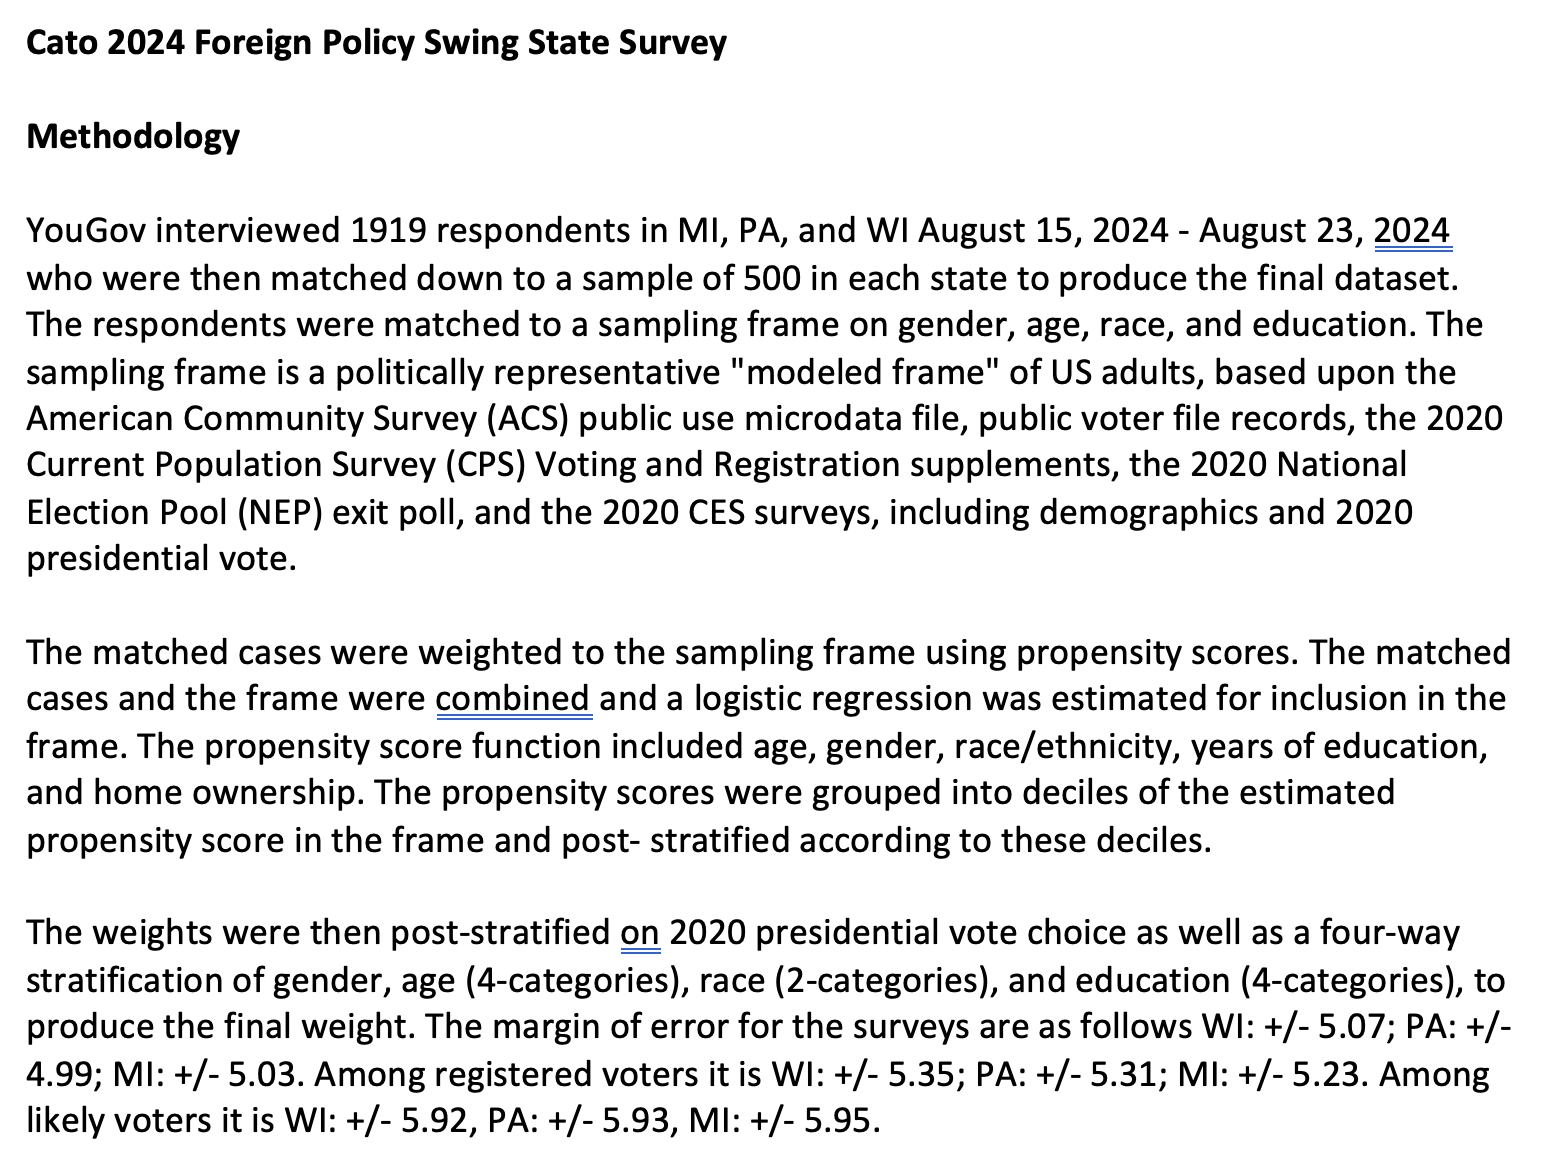 Cato 2024 Foreign Policy Swing State Survey
Methodology
YouGov interviewed 1919 respondents in MI, PA, and WI August 15, 2024 - August 23, 2024
who were then matched down to a sample of 500 in each state to produce the final dataset.
The respondents were matched to a sampling frame on gender, age, race, and education. The
sampling frame is a politically representative "modeled frame" of US adults, based upon the
American Community Survey (ACS) public use microdata file, public voter file records, the 2020
Current Population Survey (CPS) Voting and Registration supplements, the 2020 National
Election Pool (NEP) exit poll, and the 2020 CES surveys, including demographics and 2020
presidential vote.
The matched cases were weighted to the sampling frame using propensity scores. The matched
cases and the frame were combined and a logistic regression was estimated for inclusion in the
frame. The propensity score function included age, gender, race/ethnicity, years of education,
and home ownership. The propensity scores were grouped into deciles of the estimated
propensity score in the frame and post- stratified according to these deciles.
The weights were then post-stratified on 2020 presidential vote choice as well as a four-way
stratification of gender, age (4-categories), race (2-categories), and education (4-categories), to
produce the final weight. The margin of error for the surveys are as follows WI: +/- 5.07; PA: +/-
4.99; MI: +/- 5.03. Among registered voters it is WI: +/- 5.35; PA: +/- 5.31; MI: +/- 5.23. Among
likely voters it is WI: +/- 5.92, PA: +/- 5.93, MI: +/- 5.95.